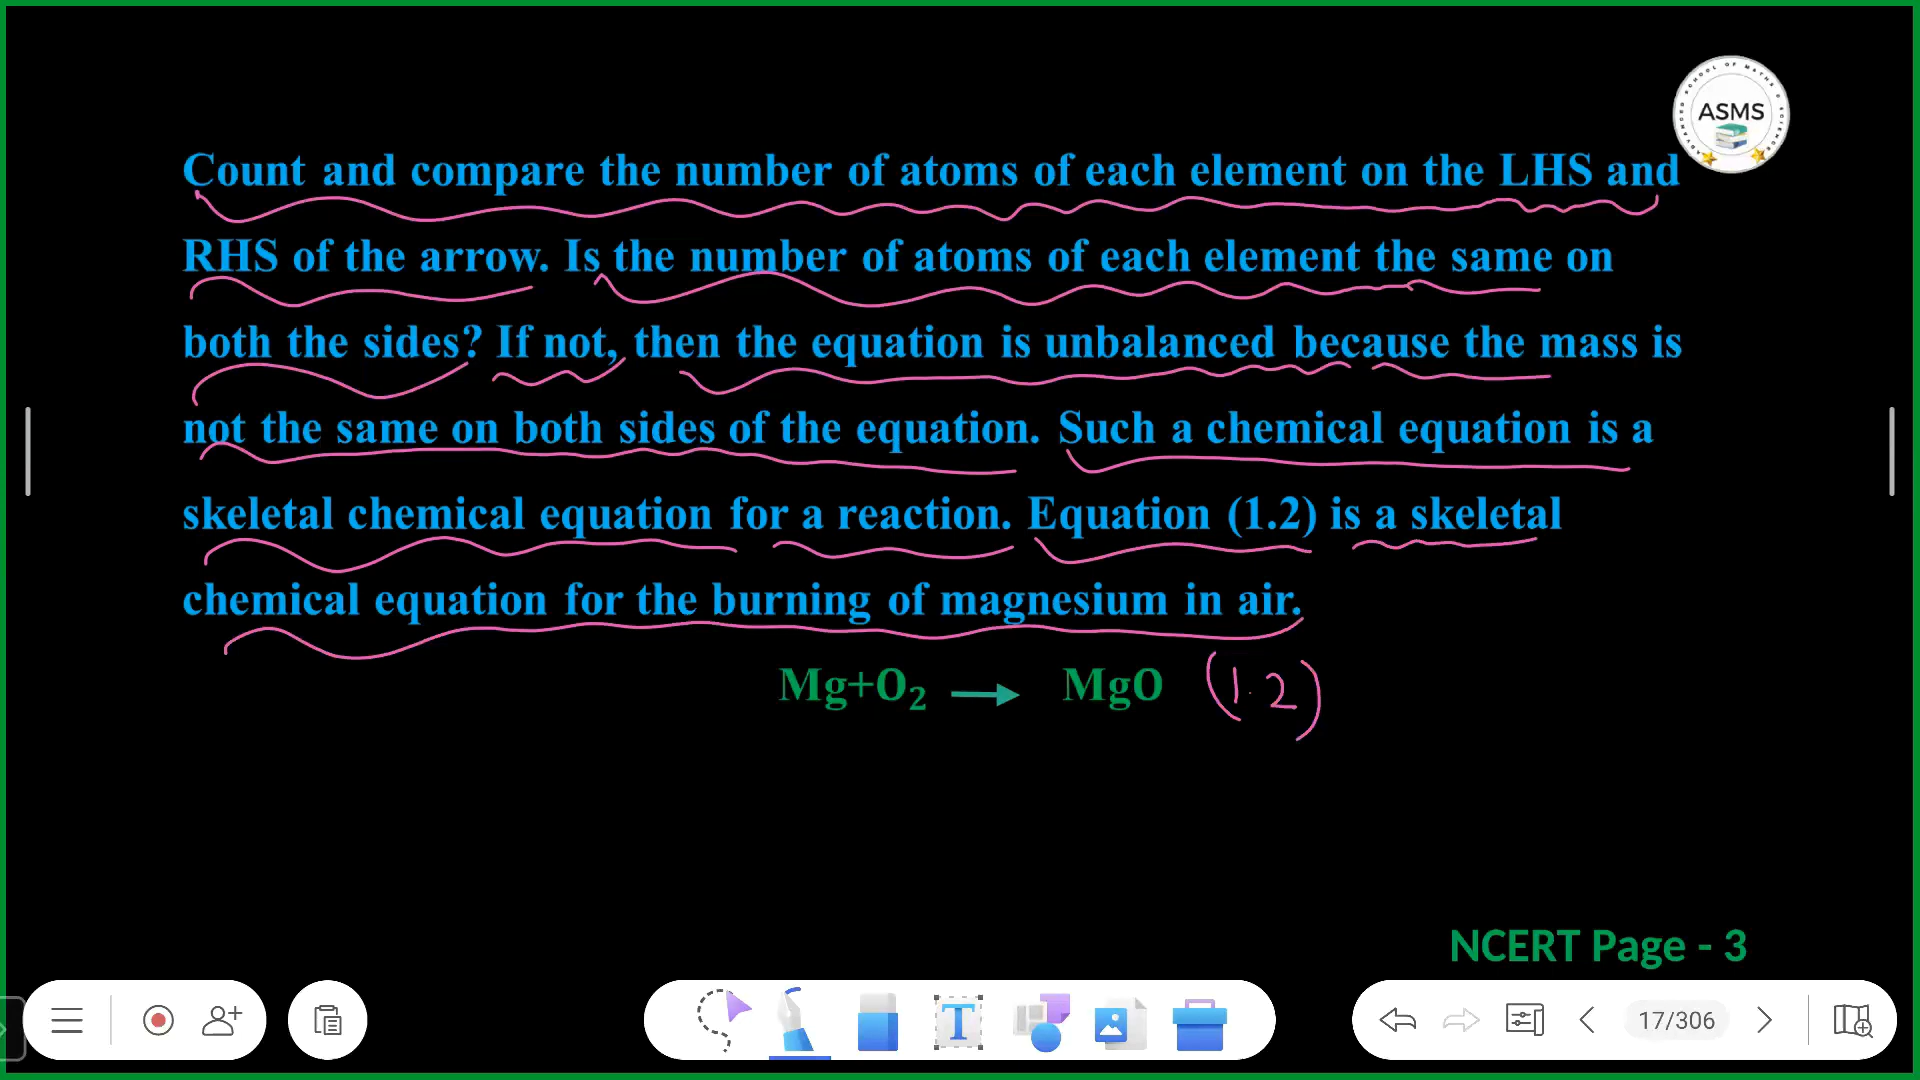 ASMS
Count and compare the number of atoms of each element on the LHS and
RHS of the arrow. Is the number of atoms of each element the same on
both the sides? If not, then the equation is unbalanced because the mass is
not the same on both sides of the equation. Such a chemical equation is a
skeletal chemical equation for a reaction. Equation (1.2) is a skeletal
chemical equation for the burning of magnesium in air.
Mg+O₂ → MgO (1.2)
NCERT Page - 3
T
17/306